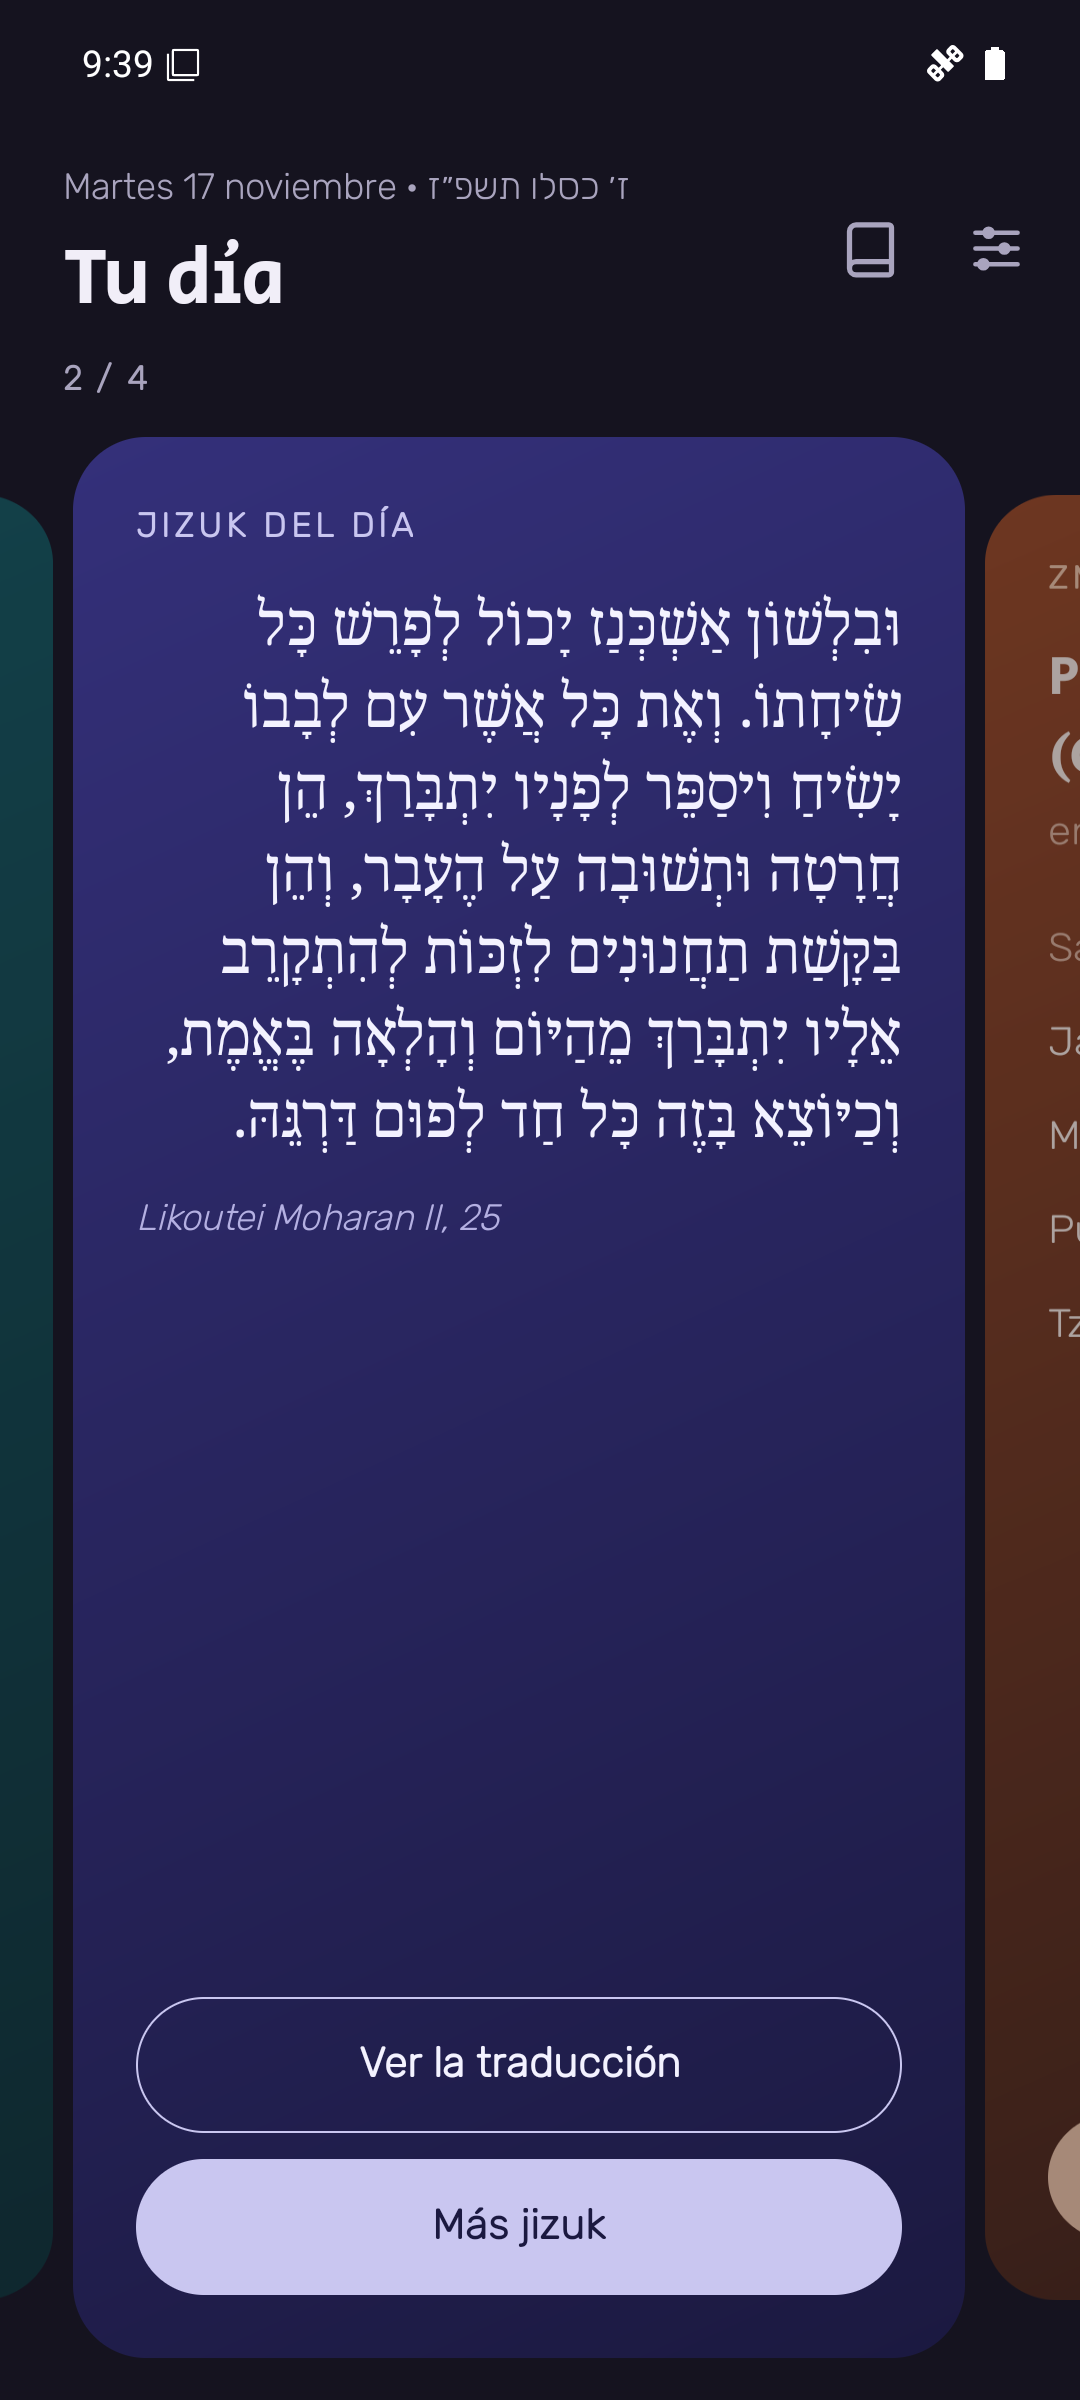 9:39
Martes 17 noviembre • ז׳ כסלו תשפ״ז
Tu día
2 / 4
JIZUK DEL DÍA
וּבִלְשׁוֹן אַשְׁכְּנַז יָכוֹל לְפָרֵשׁ כָּל
שִׂיחָתוֹ. וְאֶת כָּל אֲשֶׁר עִם לְבָבוֹ
יָשִׂיחַ וִיסַפֵּר לְפָנָיו יִתְבָּרַךְ, הֵן
חֲרָטָה וּתְשׁוּבָה עַל הֶעָבָר, וְהֵן
בַּקָּשַׁת תַּחֲנוּנִים לִזְכּוֹת לְהִתְקָרֵב
אֵלָיו יִתְבָּרַךְ מֵהַיּוֹם וְהָלְאָה בֶּאֱמֶת,
וְכַיּוֹצֵא בָּזֶה כָּל חַד לְפוּם דַּרְגֵּהּ.
Likoutei Moharan II, 25
Ver la traducción
Más jizuk